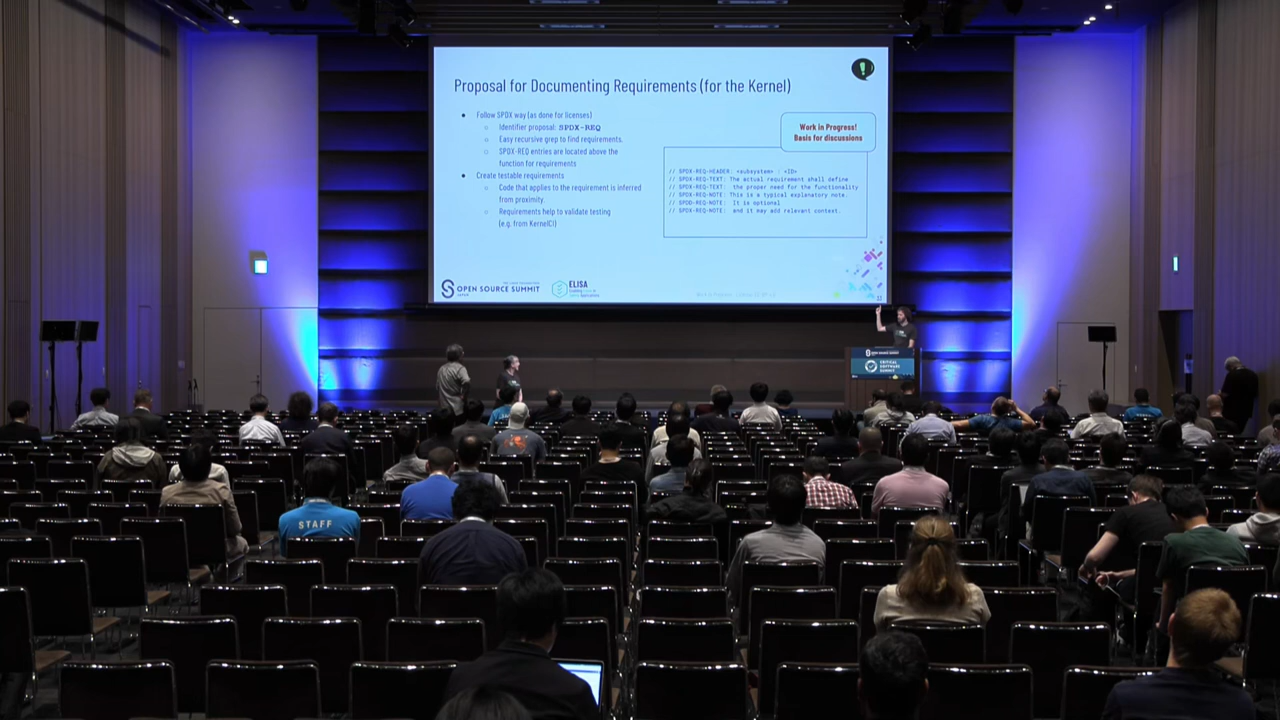 Proposal for Documenting Requirements (for the Kernel)
● Follow SPDX way (as done for licenses)
○ Identifier proposal: SPDX-REQ
○ Easy recursive grep to find requirements.
○ SPDX-REQ entries are located above the
function for requirements
● Create testable requirements
○ Code that applies to the requirement is inferred
from proximity.
○ Requirements help to validate testing
(e.g. from KernelCI)
Work in Progress!
Basis for discussions
// SPDX-REQ-HEADER: <subsystem> : <ID>
// SPDX-REQ-TEXT: The actual requirement shall define
// SPDX-REQ-TEXT: the proper need for the functionality
// SPDX-REQ-NOTE: This is a typical explanatory note.
// SPDD-REQ-NOTE: It is optional
// SPDX-REQ-NOTE: and it may add relevant context.
OPEN SOURCE SUMMIT
JAPAN
ELISA
CRITICAL
SOFTWARE
SUMMIT
STAFF